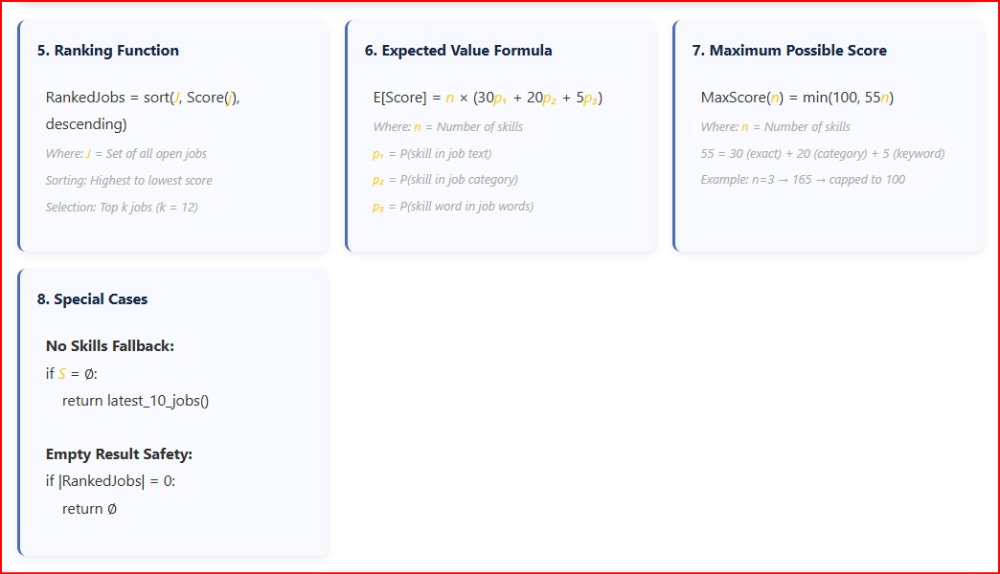 5. Ranking Function
RankedJobs = sort(J, Score(j),
descending)
Where: J = Set of all open jobs
Sorting: Highest to lowest score
Selection: Top k jobs (k = 12)
6. Expected Value Formula
E[Score] = n × (30p₁ + 20p₂ + 5p₃)
Where: n = Number of skills
p₁ = P(skill in job text)
p₂ = P(skill in job category)
p₃ = P(skill word in job words)
7. Maximum Possible Score
MaxScore(n) = min(100, 55n)
Where: n = Number of skills
55 = 30 (exact) + 20 (category) + 5 (keyword)
Example: n=3 → 165 → capped to 100
8. Special Cases
No Skills Fallback:
if S = ∅:
return latest_10_jobs()
Empty Result Safety:
if |RankedJobs| = 0:
return ∅